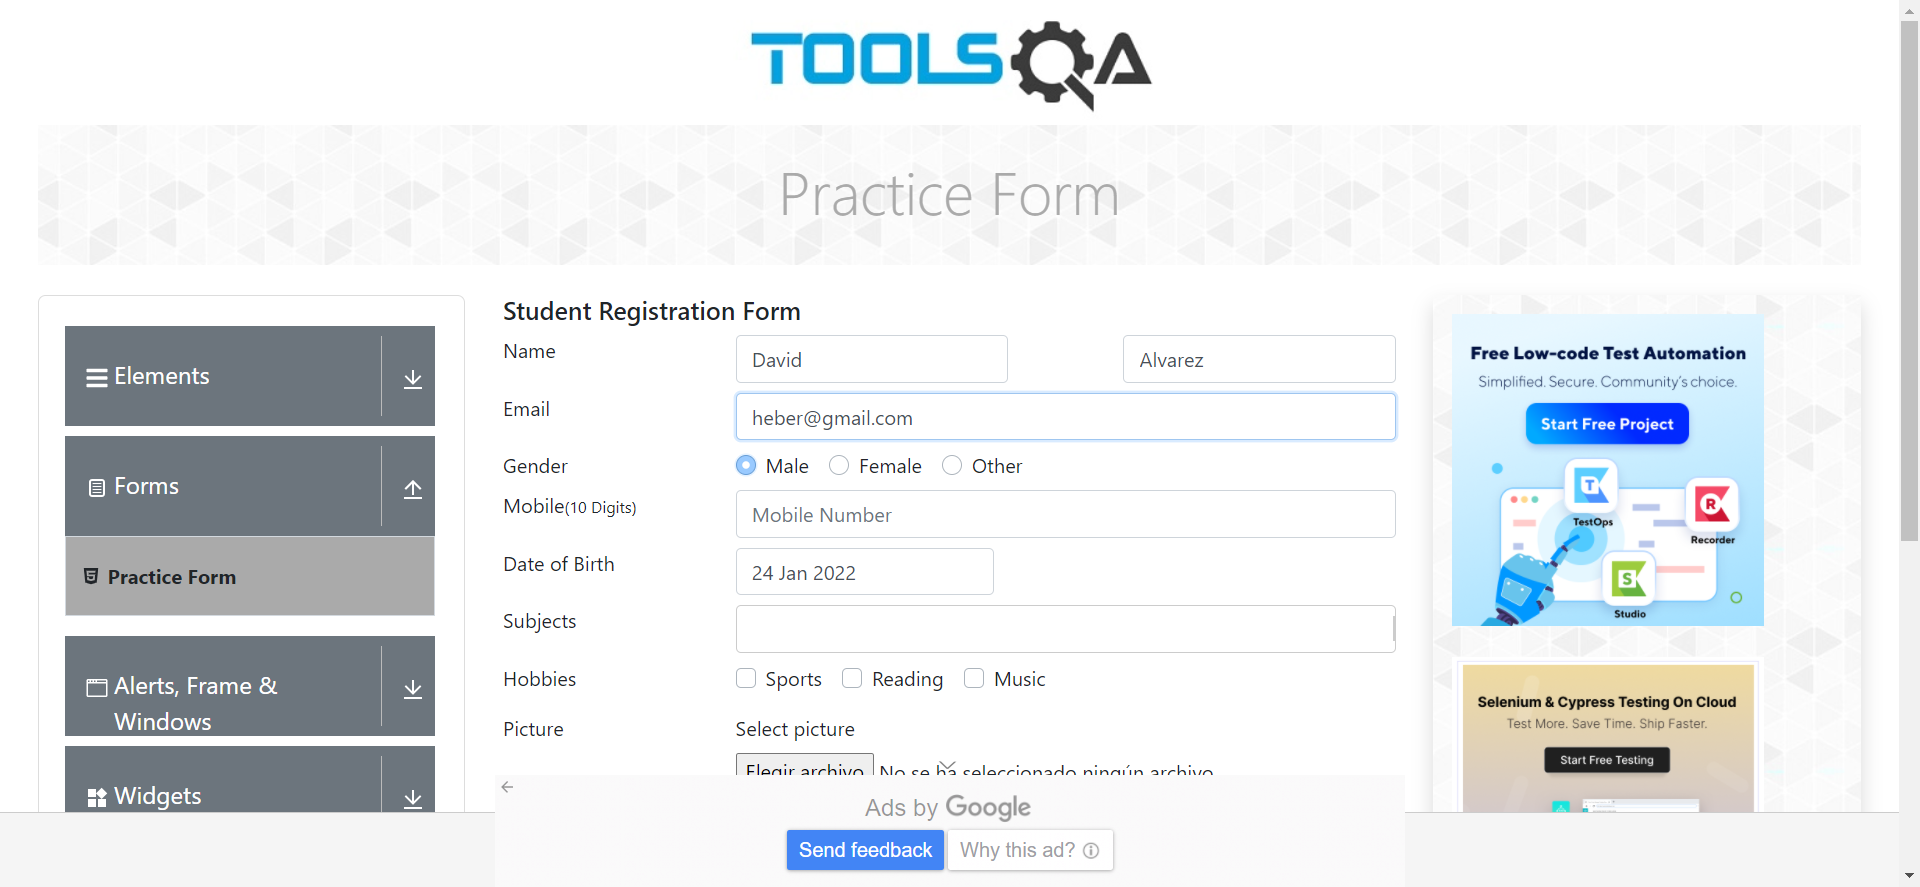 TOOLSQA
Practice Form
Elements
Forms
Practice Form
Alerts, Frame &
Windows
Widgets
Student Registration Form
Name
David
Alvarez
Email
heber@gmail.com
Gender
Male
Female
Other
Mobile(10 Digits)
Mobile Number
Date of Birth
24 Jan 2022
Subjects
Hobbies
Sports
Reading
Music
Picture
Select picture
Elegir archivo
No se ha seleccionado ningún archivo
Ads by Google
Send feedback
Why this ad?
Free Low-code Test Automation
Simplified. Secure. Community's choice.
Start Free Project
T
TestOps
R
Recorder
S
Studio
Selenium & Cypress Testing On Cloud
Test More. Save Time. Ship Faster.
Start Free Testing